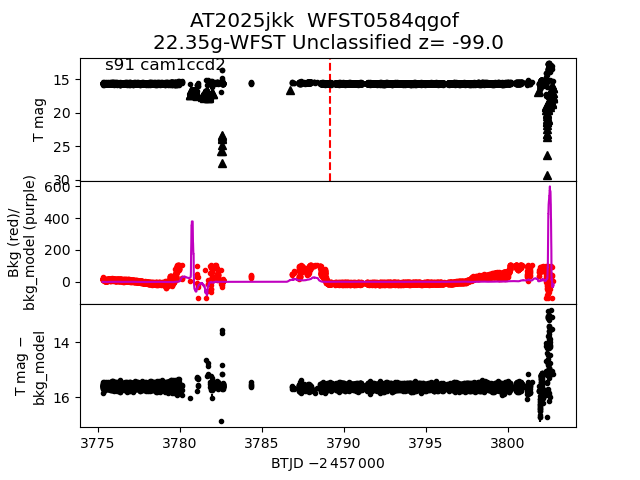 AT2025jkk  WFST0584qgof
22.35g-WFST Unclassified z= -99.0
s91 cam1ccd2
T mag
15
20
25
30
Bkg (red)/
bkg_model (purple)
600
400
200
0
T mag −
bkg_model
14
16
3775
3780
3785
3790
3795
3800
BTJD −2 457 000